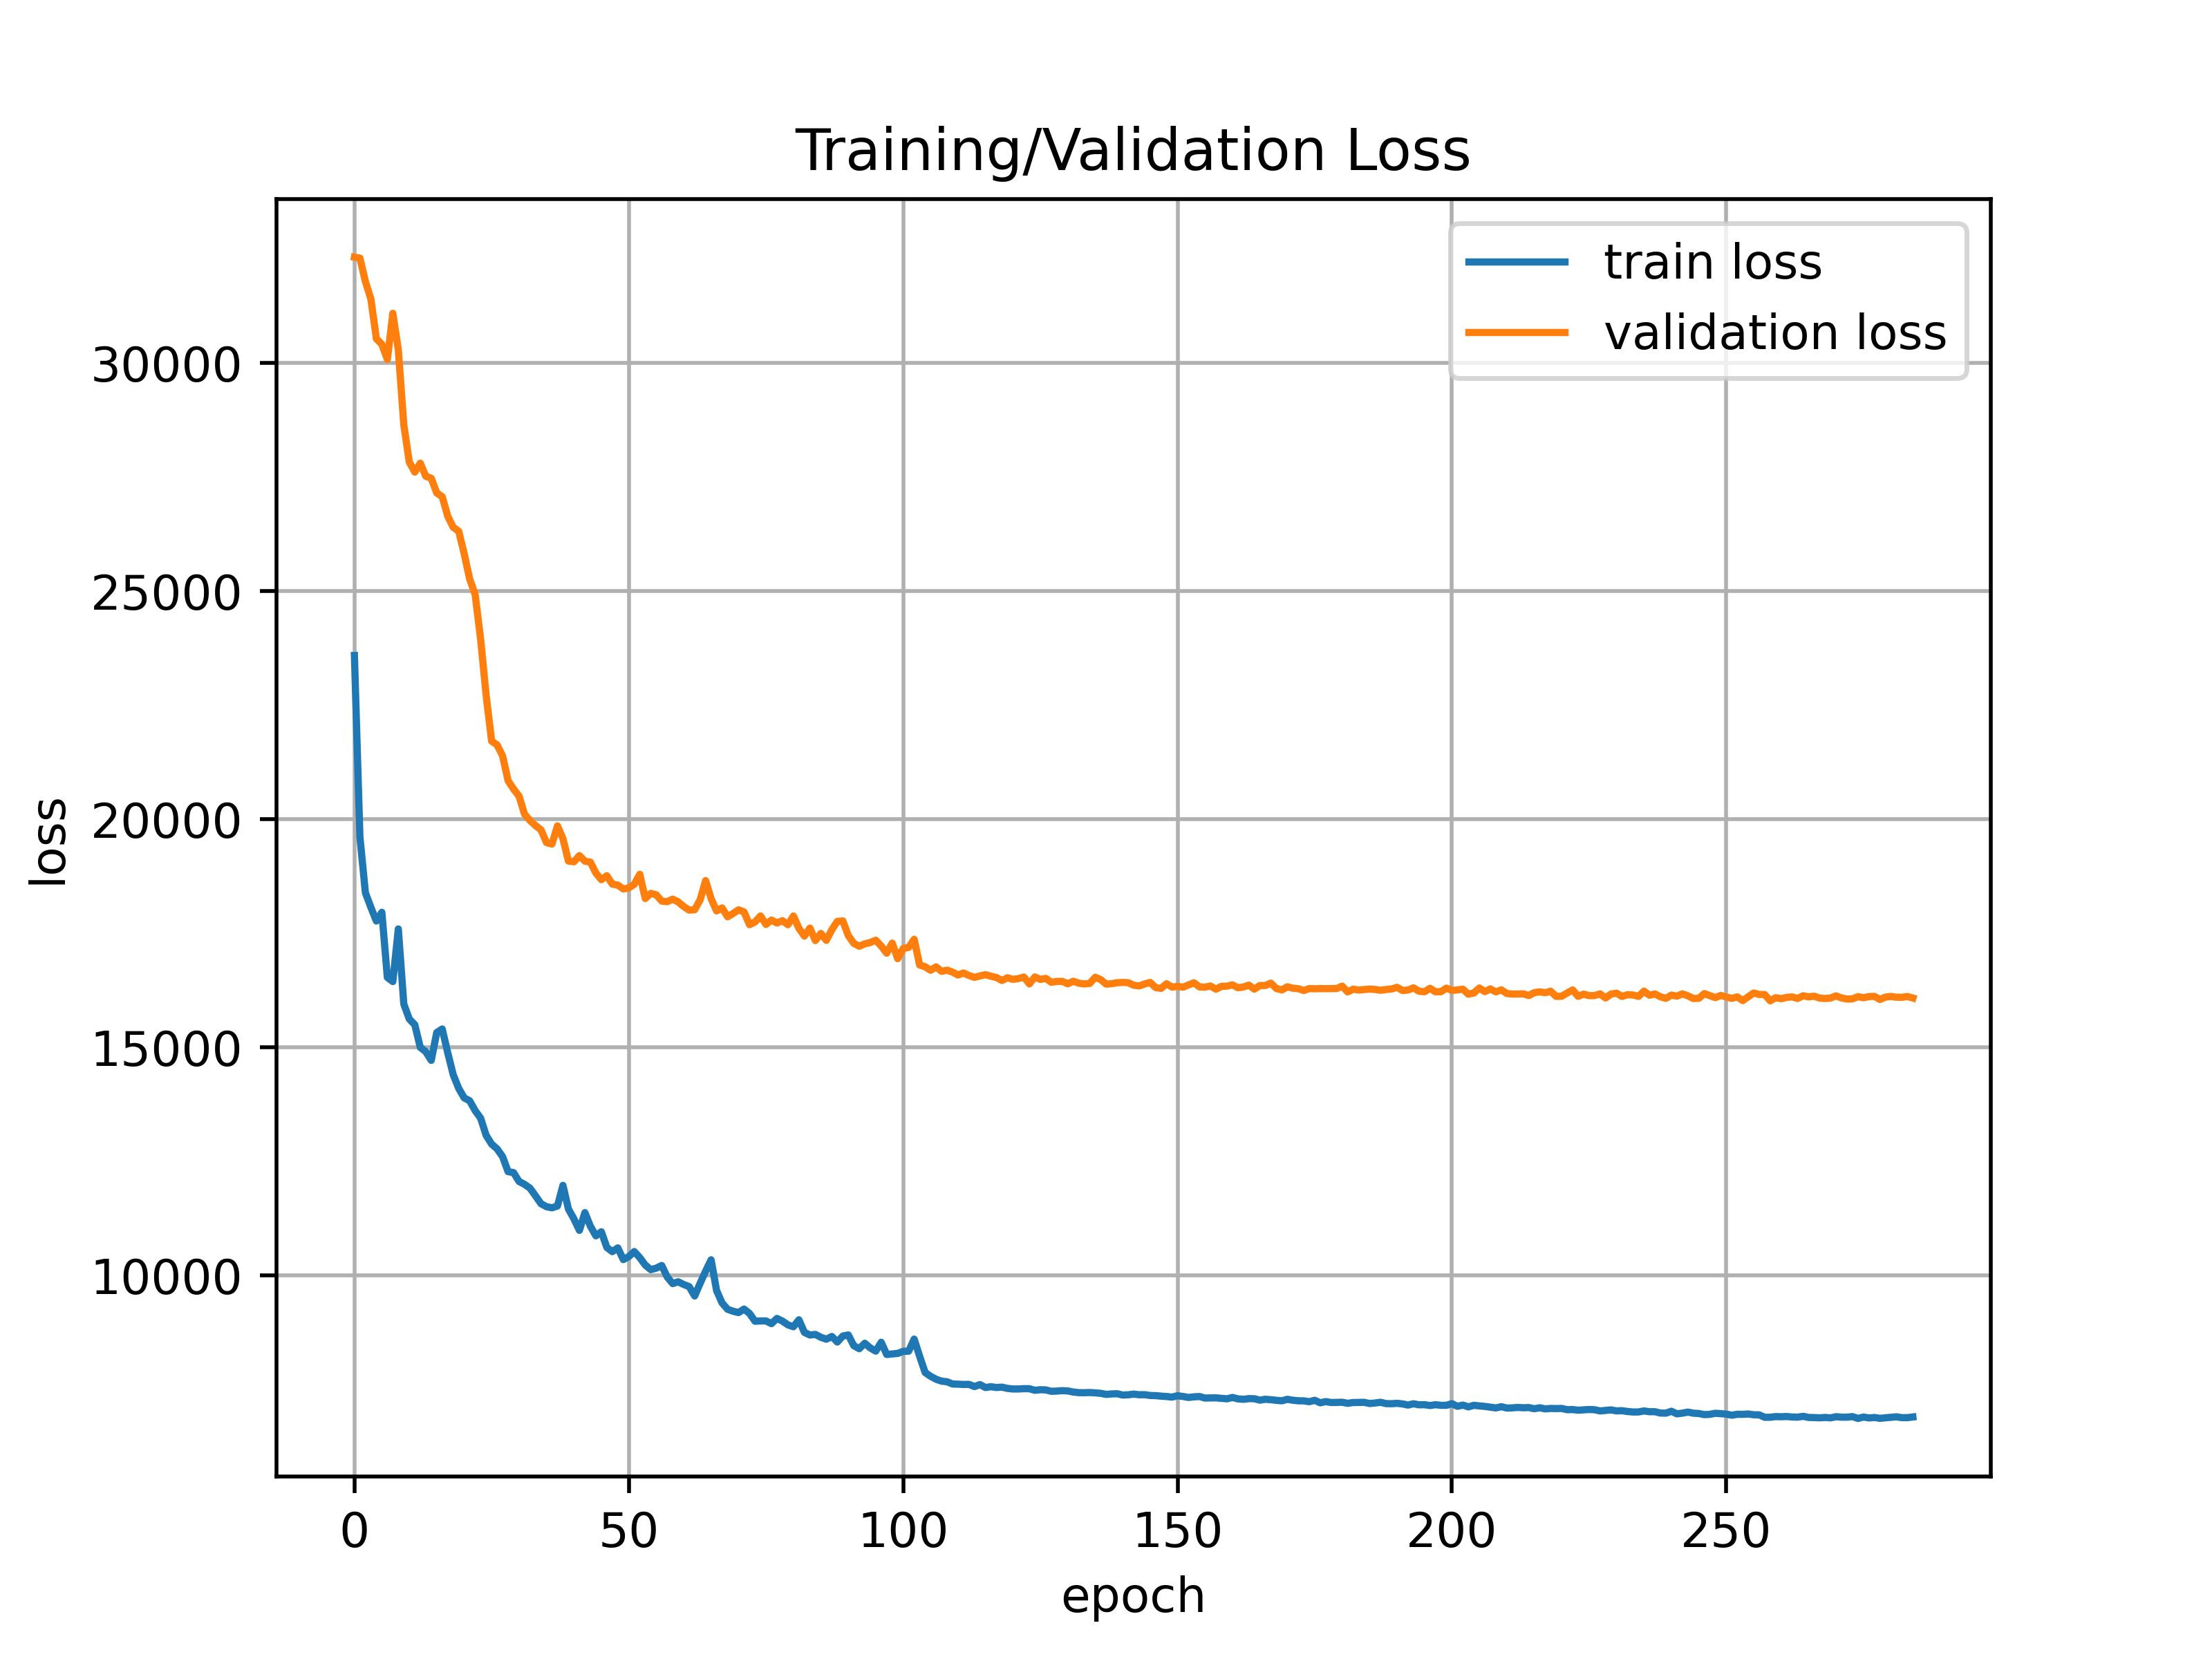 Training/Validation Loss
train loss
validation loss
30000
25000
20000
15000
10000
loss
0 50 100 150 200 250
epoch